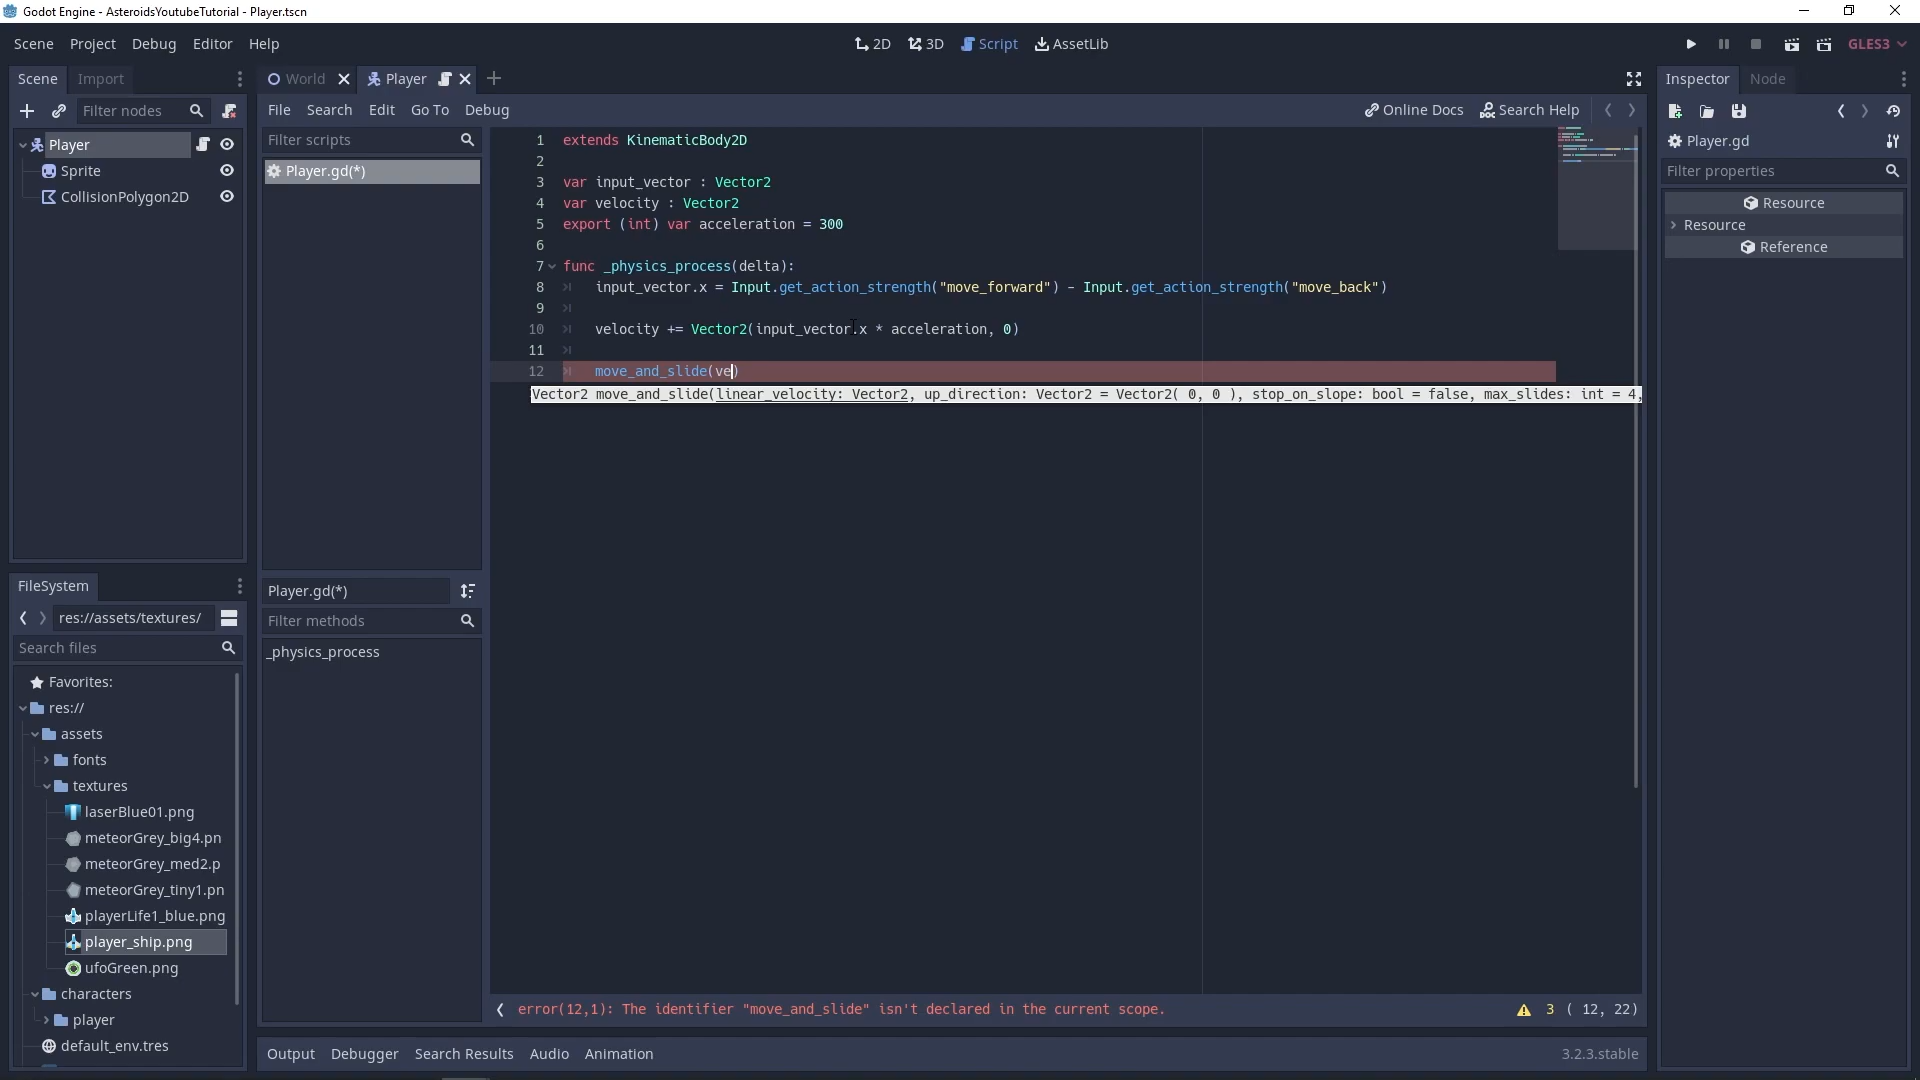 Godot Engine - AsteroidsYoutubeTutorial - Player.tscn
Scene Project Debug Editor Help
2D 3D Script AssetLib
GLES3
Scene Import
Filter nodes
Player
Sprite
CollisionPolygon2D
World Player
File Search Edit Go To Debug
Online Docs Search Help
Filter scripts
Player.gd(*)
Player.gd(*)
Filter methods
_physics_process
1 extends KinematicBody2D
2
3 var input_vector : Vector2
4 var velocity : Vector2
5 export (int) var acceleration = 300
6
7 func _physics_process(delta):
8 input_vector.x = Input.get_action_strength("move_forward") - Input.get_action_strength("move_back")
9
10 velocity += Vector2(input_vector.x * acceleration, 0)
11
12 move_and_slide(ve)
Vector2 move_and_slide(linear_velocity: Vector2, up_direction: Vector2 = Vector2( 0, 0 ), stop_on_slope: bool = false, max_slides: int = 4,
error(12,1): The identifier "move_and_slide" isn't declared in the current scope.
3 ( 12, 22)
Output Debugger Search Results Audio Animation
3.2.3.stable
FileSystem
res://assets/textures/
Search files
Favorites:
res://
assets
fonts
textures
laserBlue01.png
meteorGrey_big4.pn
meteorGrey_med2.p
meteorGrey_tiny1.pn
playerLife1_blue.png
player_ship.png
ufoGreen.png
characters
player
default_env.tres
Inspector Node
Player.gd
Filter properties
Resource
Resource
Reference